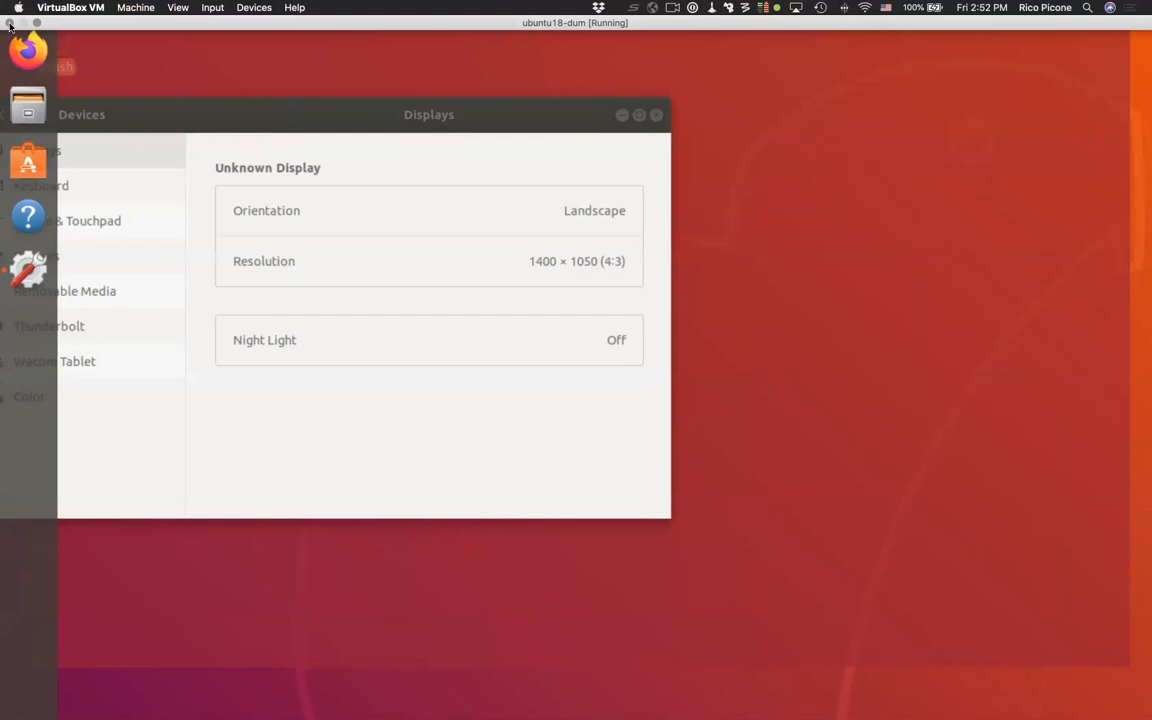 VirtualBox VM Machine View Input Devices Help 100% Fri 2:52 PM Rico Picone
ubuntu18-dum [Running]
Devices Displays
Unknown Display
Keyboard
Orientation Landscape
& Touchpad
Resolution 1400 × 1050 (4:3)
Removable Media
Thunderbolt
Night Light Off
Wacom Tablet
Color